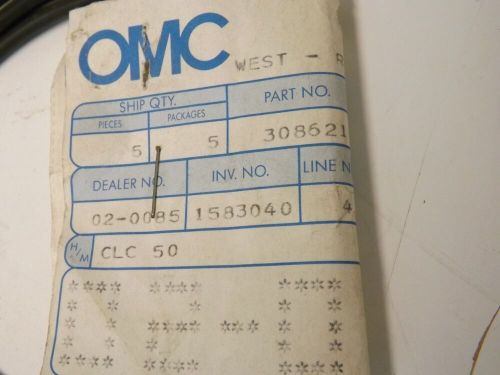 OMC
WEST - R
SHIP QTY.
PART NO.
PIECES
PACKAGES
5 5 308621
DEALER NO. INV. NO. LINE N
02-0085 1583040 4
H/M CLC 50
**** **** * *
* * * * *
* * **** *** ****
* * * *
**** **** *